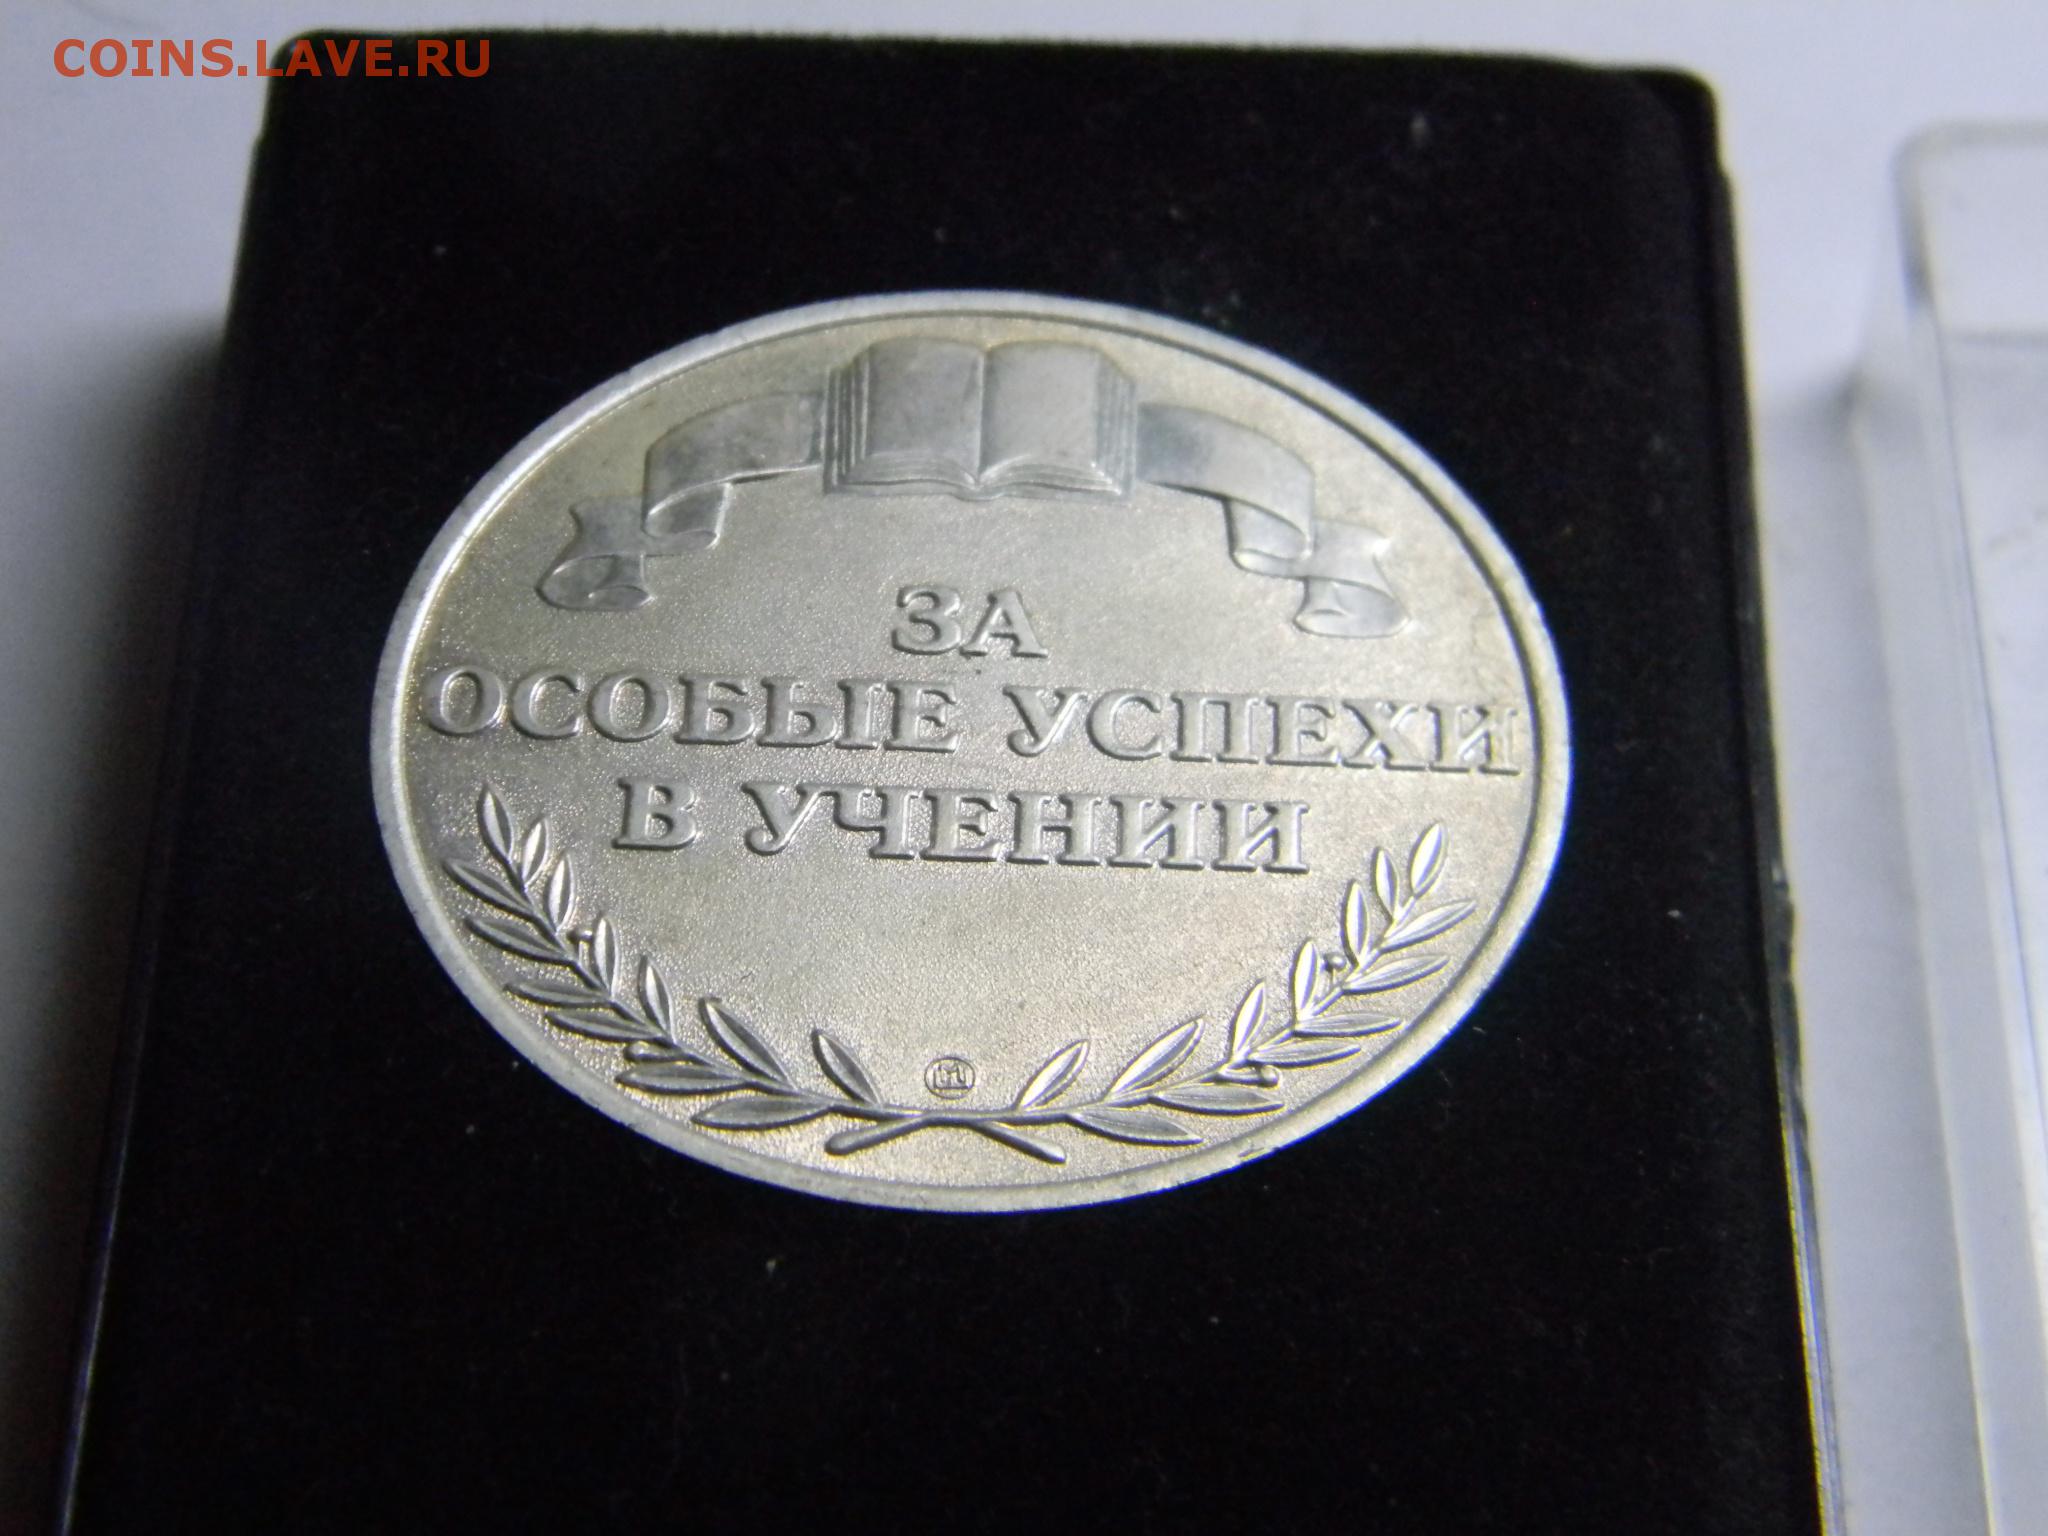 COINS.LAVE.RU
ЗА
ОСОБЫЕ УСПЕХИ
В УЧЕНИИ